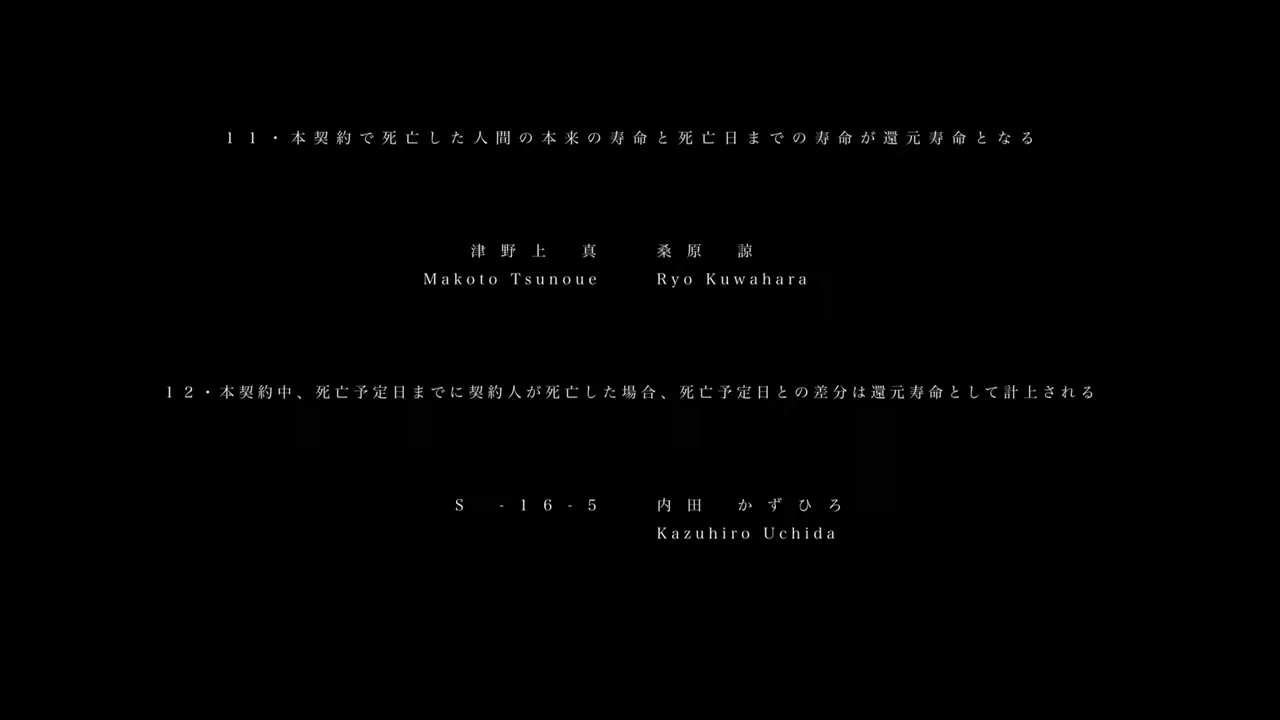 11・本契約で死亡した人間の本来の寿命と死亡日までの寿命が還元寿命となる
津野上 真 桑原 諒
Makoto Tsunoue Ryo Kuwahara
12・本契約中、死亡予定日までに契約人が死亡した場合、死亡予定日との差分は還元寿命として計上される
S -16-5 内田 かずひろ
Kazuhiro Uchida